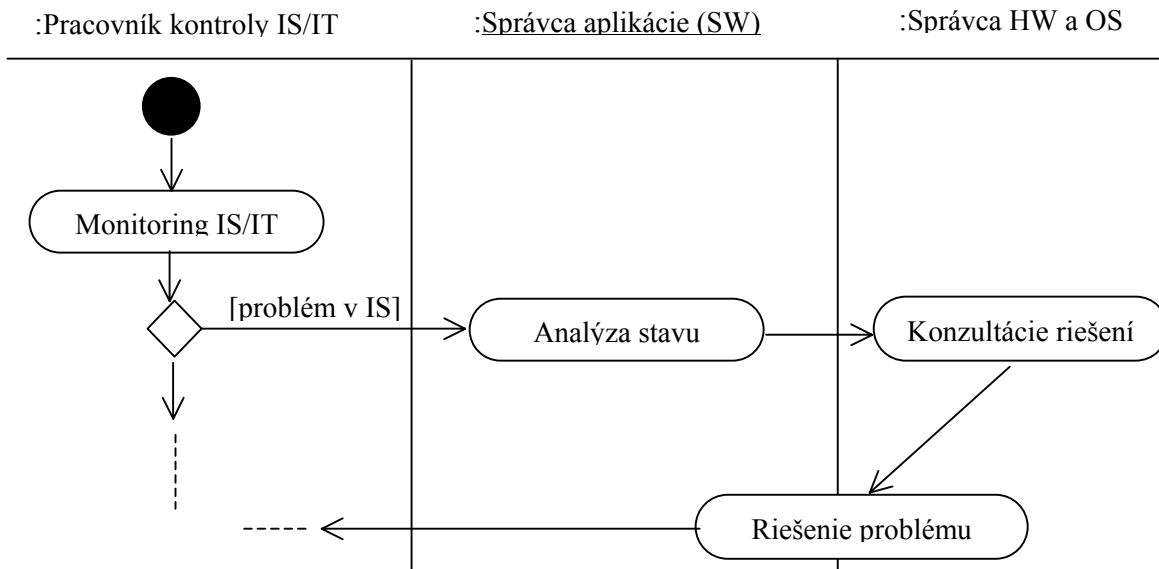 :Pracovník kontroly IS/IT
:Správca aplikácie (SW)
:Správca HW a OS
Monitoring IS/IT
[problém v IS]
Analýza stavu
Konzultácie riešení
Riešenie problému